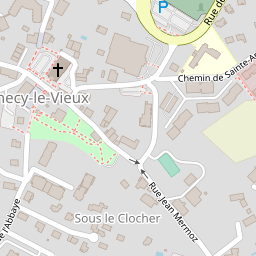 P
Rue de
Chemin de Sainte-A
necy-le-Vieux
Rue Jean Mermoz
Sous le Clocher
e l'Abbaye